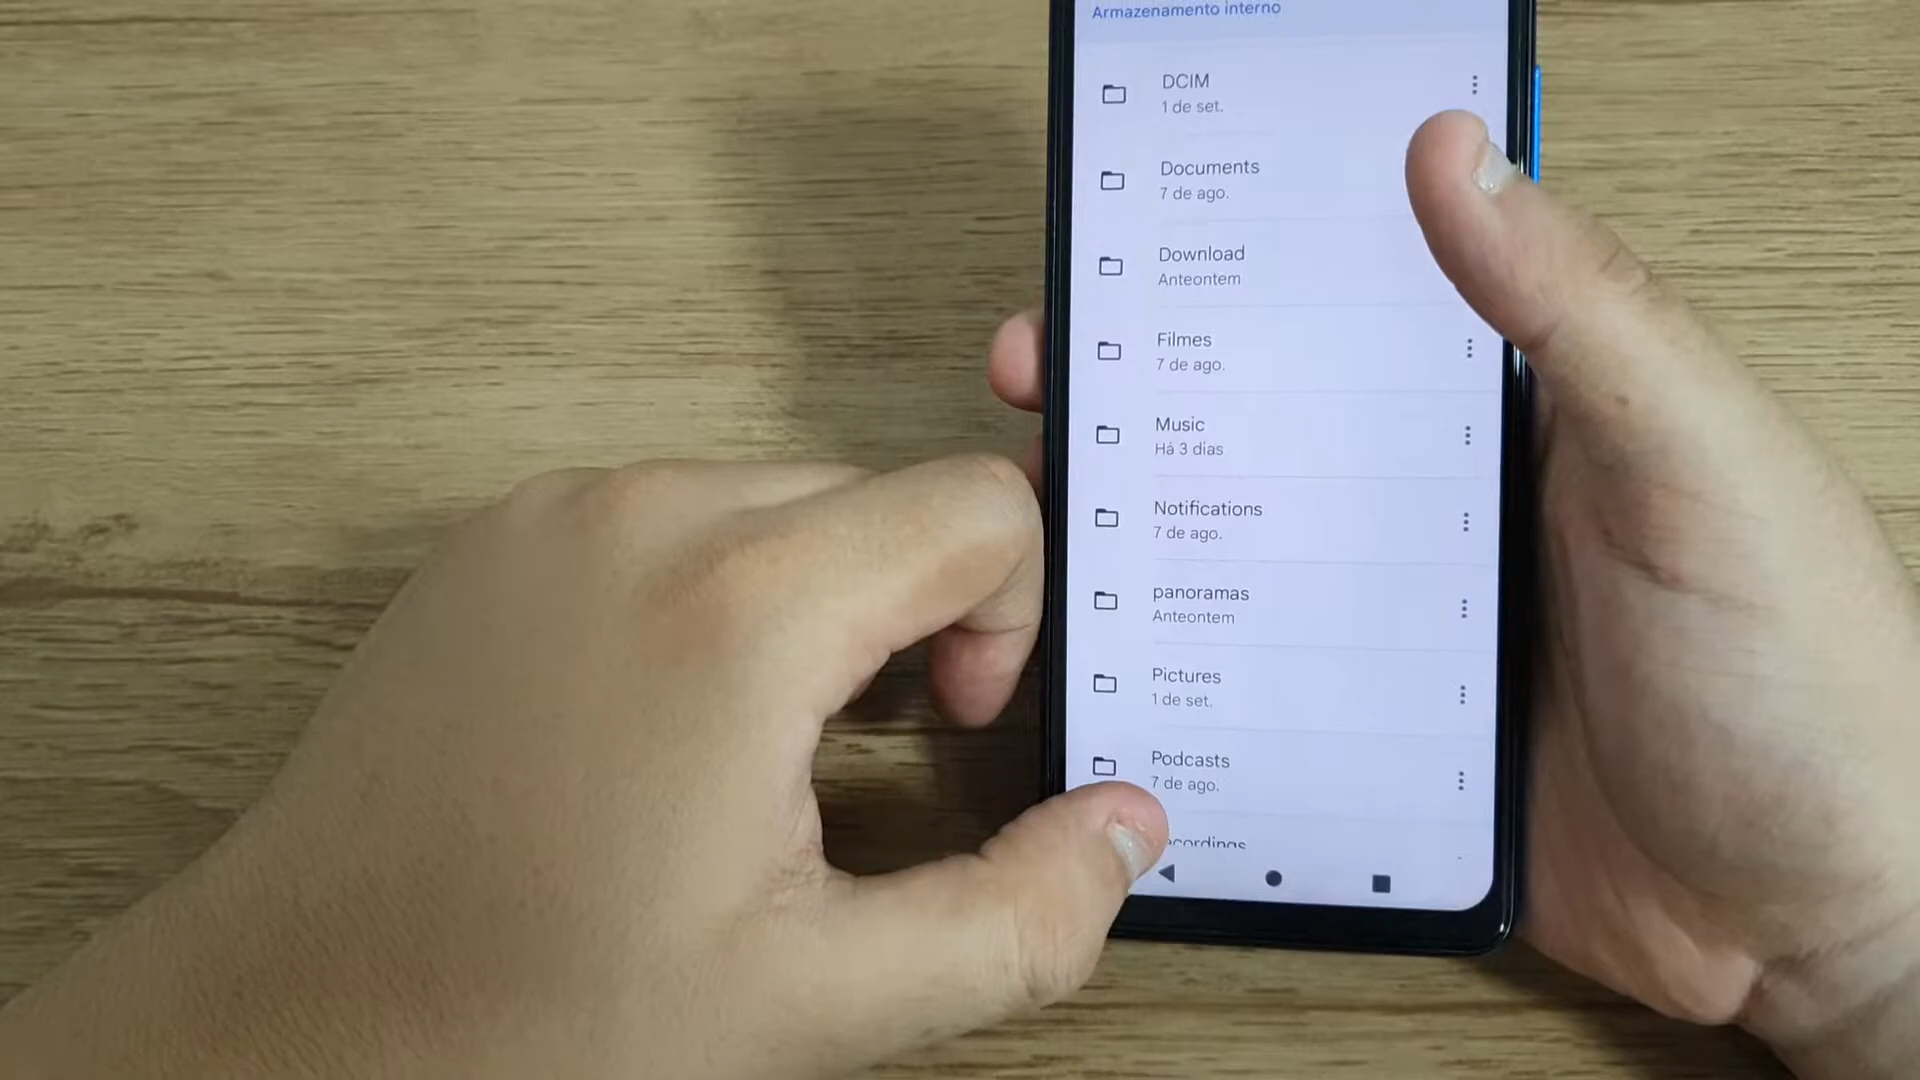 Armazenamento interno
DCIM
1 de set.
Documents
7 de ago.
Download
Anteontem
Filmes
7 de ago.
Music
Há 3 dias
Notifications
7 de ago.
panoramas
Anteontem
Pictures
1 de set.
Podcasts
7 de ago.